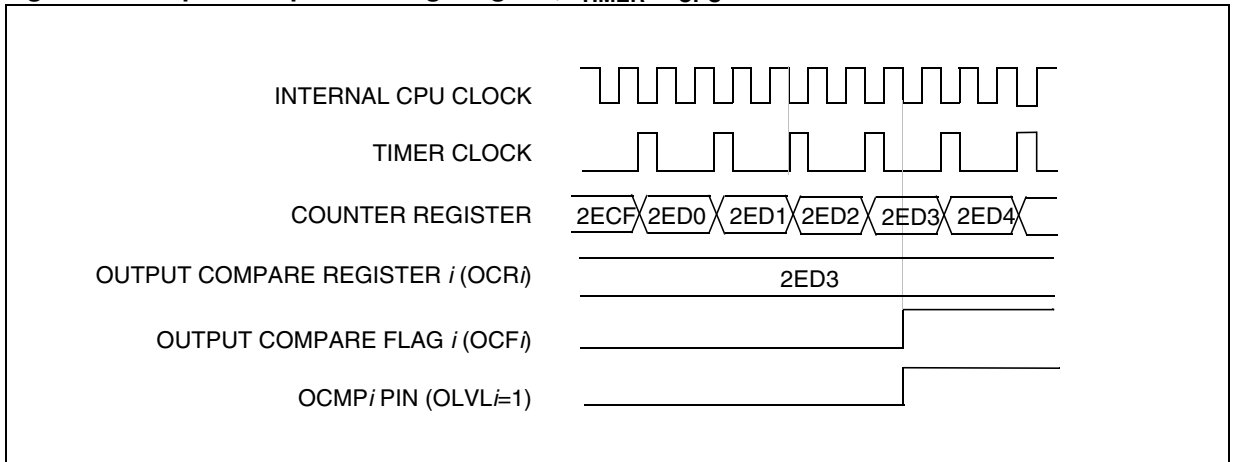 INTERNAL CPU CLOCK
TIMER CLOCK
COUNTER REGISTER 2ECF 2ED0 2ED1 2ED2 2ED3 2ED4
OUTPUT COMPARE REGISTER i (OCRi) 2ED3
OUTPUT COMPARE FLAG i (OCFi)
OCMPi PIN (OLVLi=1)